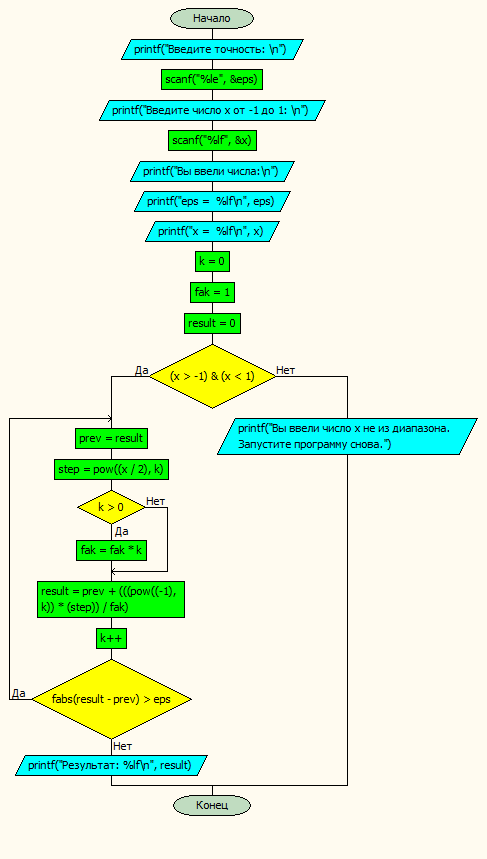 Начало
printf("Введите точность: \n")
scanf("%le", &eps)
printf("Введите число x от -1 до 1: \n")
scanf("%lf", &x)
printf("Вы ввели числа:\n")
printf("eps =  %lf\n", eps)
printf("x =  %lf\n", x)
k = 0
fak = 1
result = 0
Да
(x > -1) & (x < 1)
Нет
printf("Вы ввели число x не из диапазона.
Запустите программу снова.")
prev = result
step = pow((x / 2), k)
k > 0
Нет
Да
fak = fak * k
result = prev + (((pow((-1),
k)) * (step)) / fak)
k++
Да
fabs(result - prev) > eps
Нет
printf("Результат: %lf\n", result)
Конец